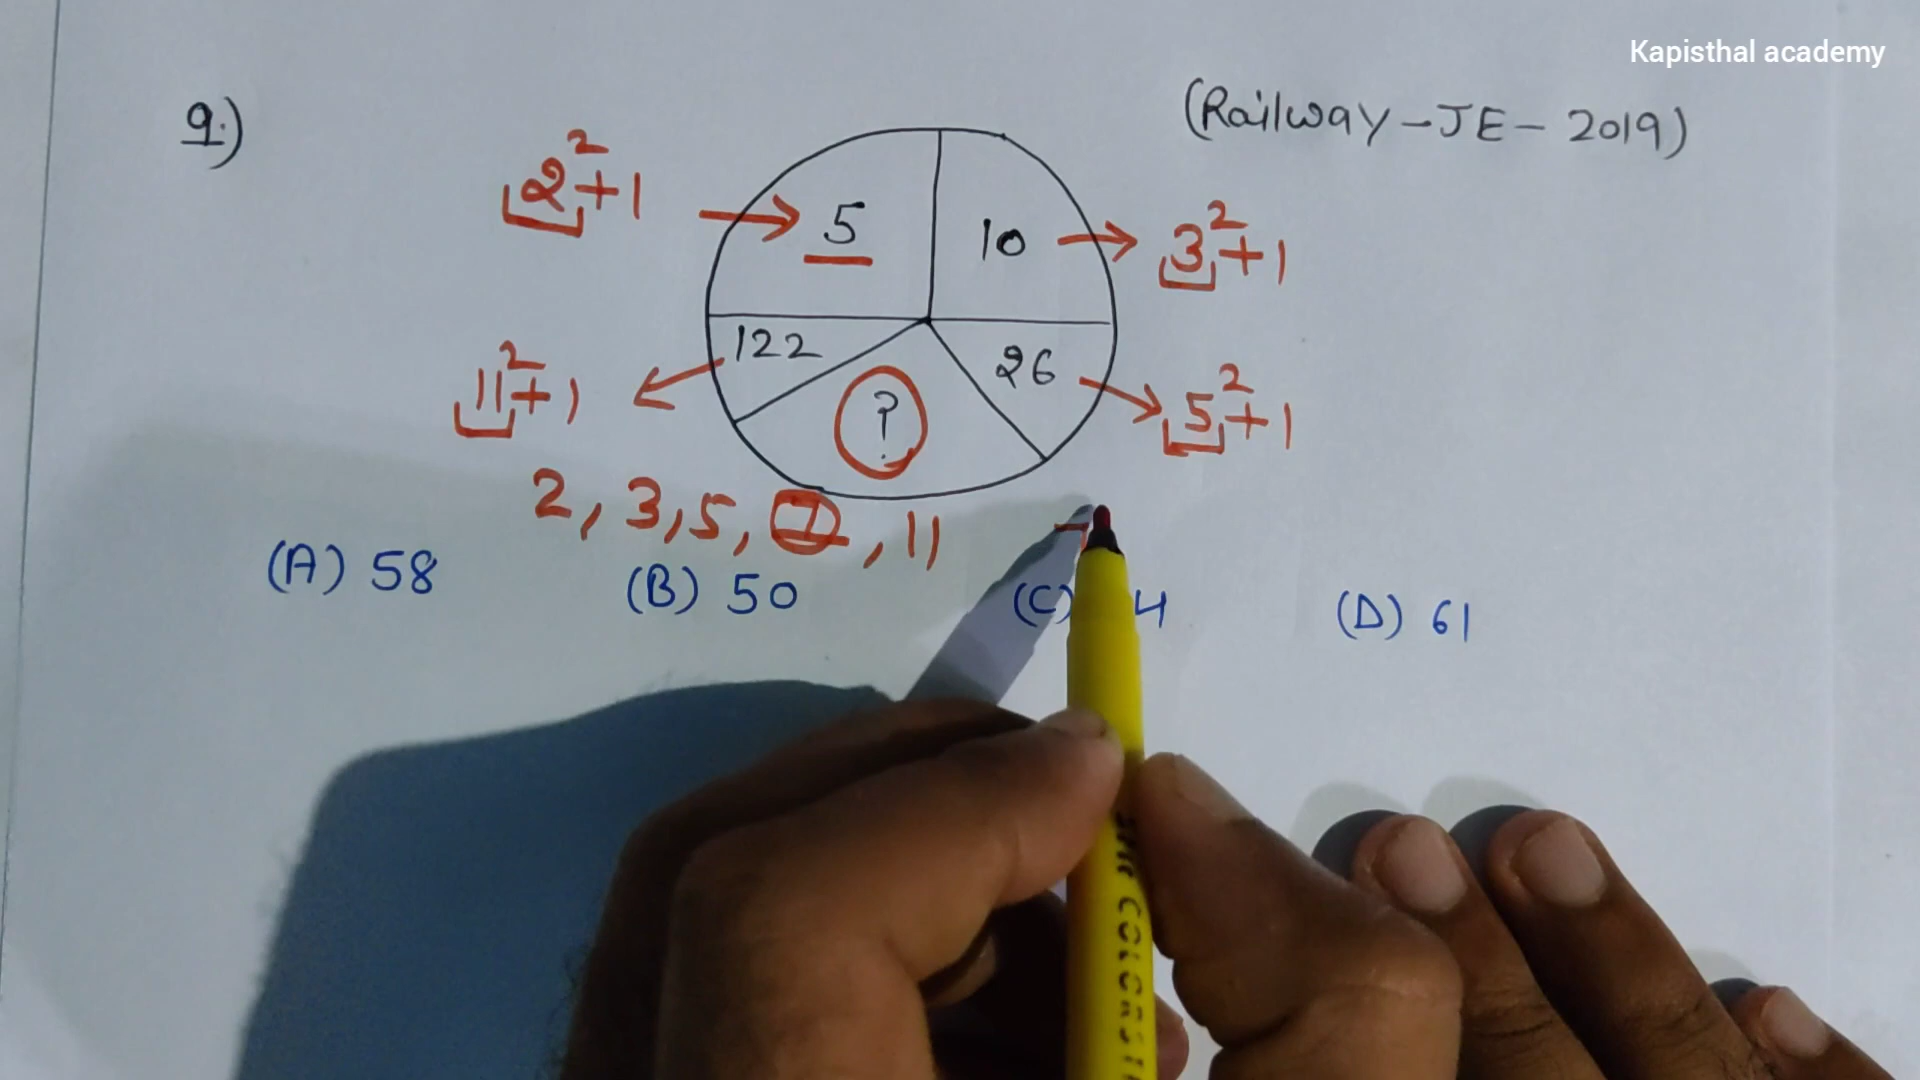 Kapisthal academy
9.) (Railway-JE-2019)
2²+1 → 5 10 → 3²+1
11²+1 ← 122 26 → 5²+1
?
2, 3, 5, 7, 11
(A) 58 (B) 50 (C) (D) 61